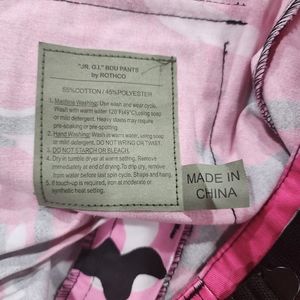 "JR. G.I." BDU PANTS
by ROTHCO
55%COTTON / 45%POLYESTER
1. Machine Washing: Use wash and wear cycle.
Wash with warm water 120°F/49°C, using soap
or mild detergent. Heavy stains may require
pre-soaking or pre-spotting.
2. Hand Washing: Wash in warm water, using soap
or mild detergent. DO NOT WRING OR TWIST.
3. DO NOT STARCH OR BLEACH.
4. Dry in tumble dryer at warm setting. Remove
immediately at end of drying. To drip dry, remove
from water before last spin cycle. Shape and hang.
5. If touch-up is required, iron at moderate or
synthetic heat setting.
MADE IN
CHINA